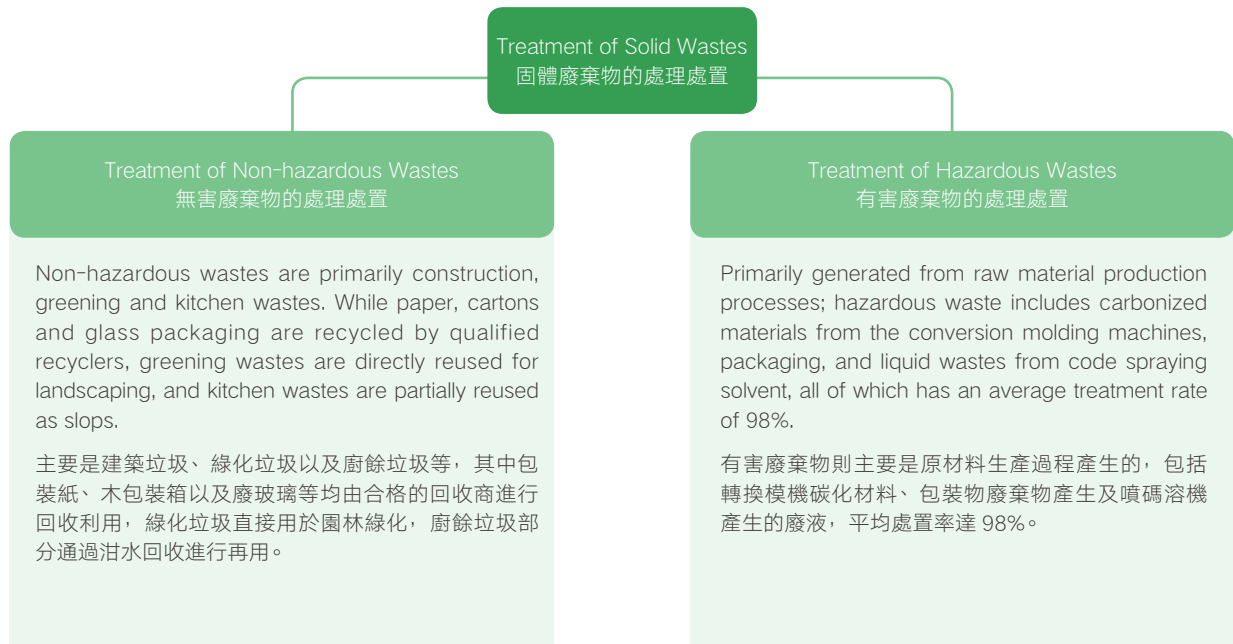 Treatment of Solid Wastes
固體廢棄物的處理處置
Treatment of Non-hazardous Wastes
無害廢棄物的處理處置
Non-hazardous wastes are primarily construction,
greening and kitchen wastes. While paper, cartons
and glass packaging are recycled by qualified
recyclers, greening wastes are directly reused for
landscaping, and kitchen wastes are partially reused
as slops.
主要是建築垃圾、綠化垃圾以及廚餘垃圾等，其中包
裝紙、木包裝箱以及廢玻璃等均由合格的回收商進行
回收利用，綠化垃圾直接用於園林綠化，廚餘垃圾部
分通過泔水回收進行再用。
Treatment of Hazardous Wastes
有害廢棄物的處理處置
Primarily generated from raw material production
processes; hazardous waste includes carbonized
materials from the conversion molding machines,
packaging, and liquid wastes from code spraying
solvent, all of which has an average treatment rate
of 98%.
有害廢棄物則主要是原材料生產過程產生的，包括
轉換模機碳化材料、包裝物廢棄物產生及噴碼溶機
產生的廢液，平均處置率達 98%。